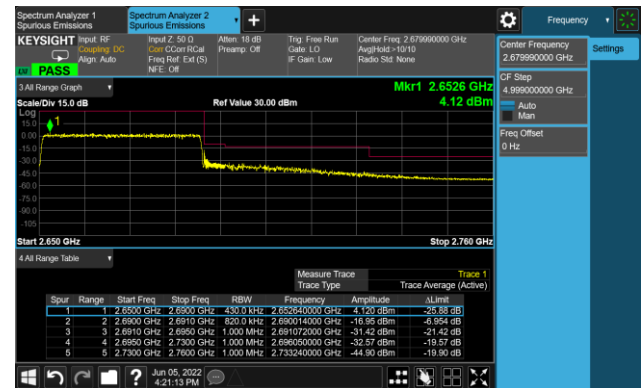 Spectrum Analyzer 1
Spurious Emissions
Spectrum Analyzer 2
Spurious Emissions
Frequency
KEYSIGHT
Input: RF
Coupling: DC
Align: Auto
Input Z: 50 Ω
Corr CCorr RCal
Freq Ref: Ext (S)
NFE: Off
Atten: 18 dB
Preamp: Off
Trig: Free Run
Gate: LO
IF Gain: Low
Center Freq: 2.679990000 GHz
Avg|Hold:>10/10
Radio Std: None
PASS
Center Frequency
2.679990000 GHz
Settings
CF Step
4.999000000 GHz
Auto
Man
Freq Offset
0 Hz
3 All Range Graph
Mkr1 2.6526 GHz
Scale/Div 15.0 dB
Ref Value 30.00 dBm
4.12 dBm
Log
1
15.0
0.00
-15.0
-30.0
-45.0
-60.0
-75.0
-90.0
-105
Start 2.650 GHz
Stop 2.760 GHz
4 All Range Table
Measure Trace Trace 1
Trace Type Trace Average (Active)
Spur Range Start Freq Stop Freq RBW Frequency Amplitude ΔLimit
1 1 2.6500 GHz 2.6900 GHz 430.0 kHz 2.652640000 GHz 4.120 dBm -25.88 dB
2 2 2.6900 GHz 2.6910 GHz 820.0 kHz 2.690014000 GHz -16.95 dBm -6.954 dB
3 3 2.6910 GHz 2.6950 GHz 1.000 MHz 2.691072000 GHz -31.42 dBm -21.42 dB
4 4 2.6950 GHz 2.7300 GHz 1.000 MHz 2.696050000 GHz -32.57 dBm -19.57 dB
5 5 2.7300 GHz 2.7600 GHz 1.000 MHz 2.733240000 GHz -44.90 dBm -19.90 dB
Jun 05, 2022
4:21:13 PM